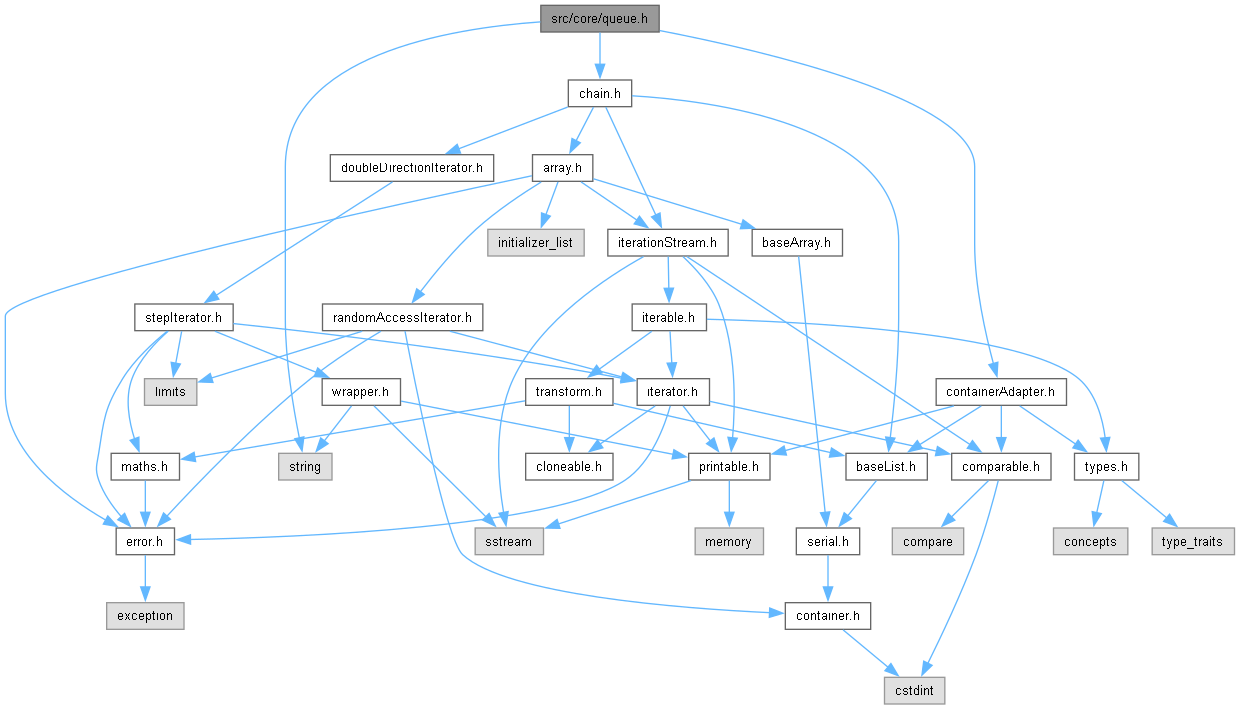 src/core/queue.h
chain.h
doubleDirectionIterator.h
array.h
initializer_list
iterationStream.h
baseArray.h
stepIterator.h
randomAccessIterator.h
iterable.h
limits
wrapper.h
transform.h
iterator.h
containerAdapter.h
maths.h
string
cloneable.h
printable.h
baseList.h
comparable.h
types.h
error.h
sstream
memory
serial.h
compare
concepts
type_traits
exception
container.h
cstdint